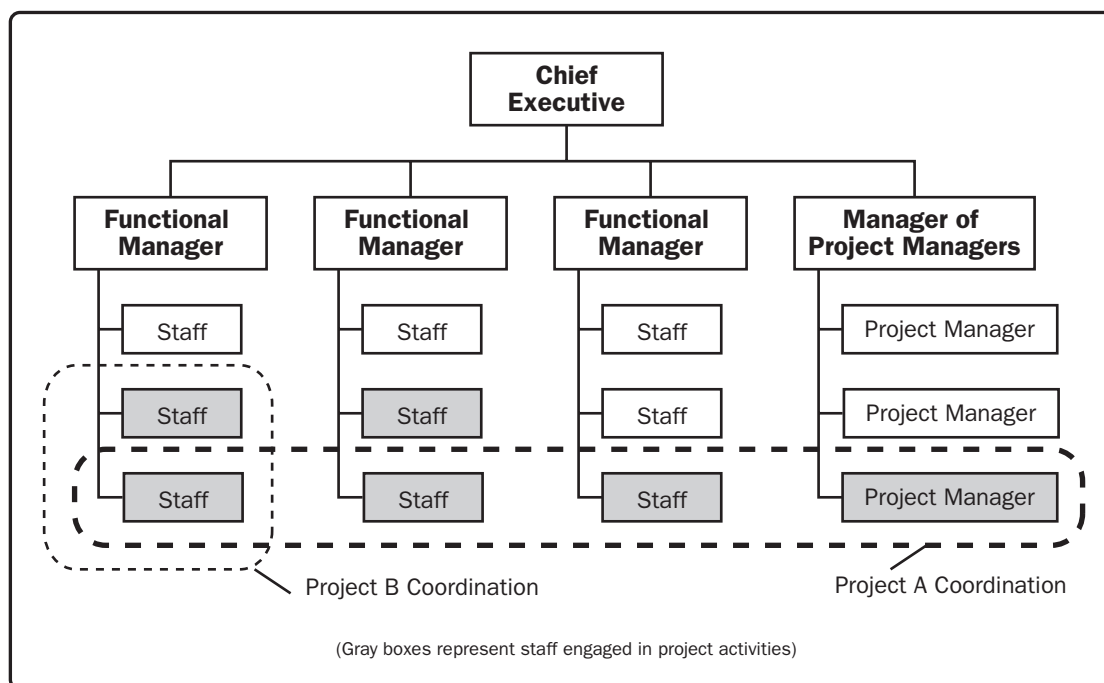 Chief
Executive
Functional
Manager
Functional
Manager
Functional
Manager
Manager of
Project Managers
Staff
Staff
Staff
Project Manager
Staff
Staff
Staff
Project Manager
Staff
Staff
Staff
Project Manager
Project B Coordination
Project A Coordination
(Gray boxes represent staff engaged in project activities)